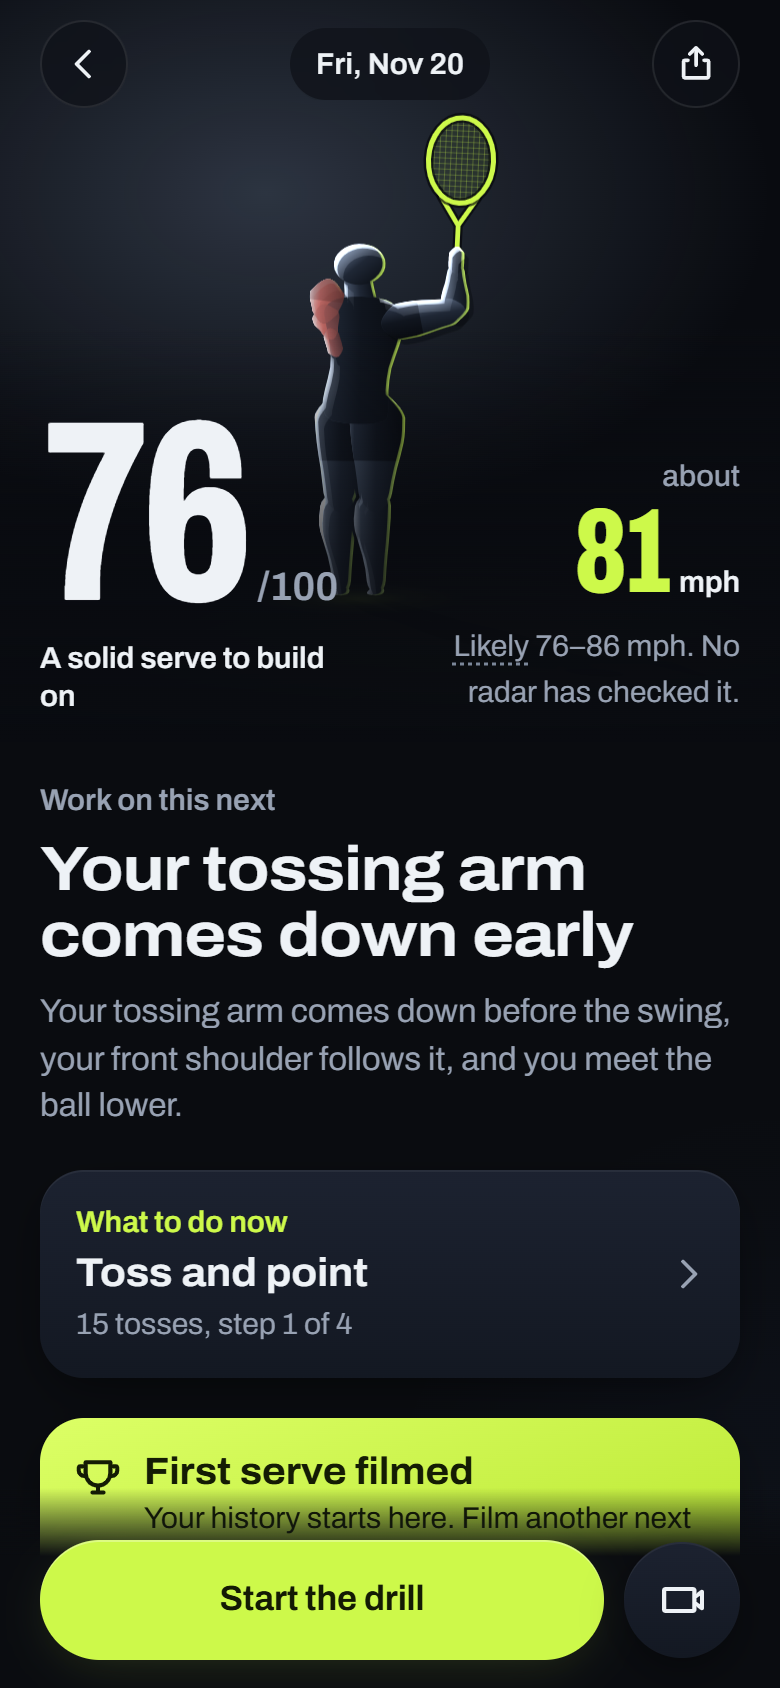 Fri, Nov 20
76 /100
A solid serve to build
on
about
81 mph
Likely 76–86 mph. No
radar has checked it.
Work on this next
Your tossing arm
comes down early
Your tossing arm comes down before the swing,
your front shoulder follows it, and you meet the
ball lower.
What to do now
Toss and point
15 tosses, step 1 of 4
First serve filmed
Your history starts here. Film another next
Start the drill